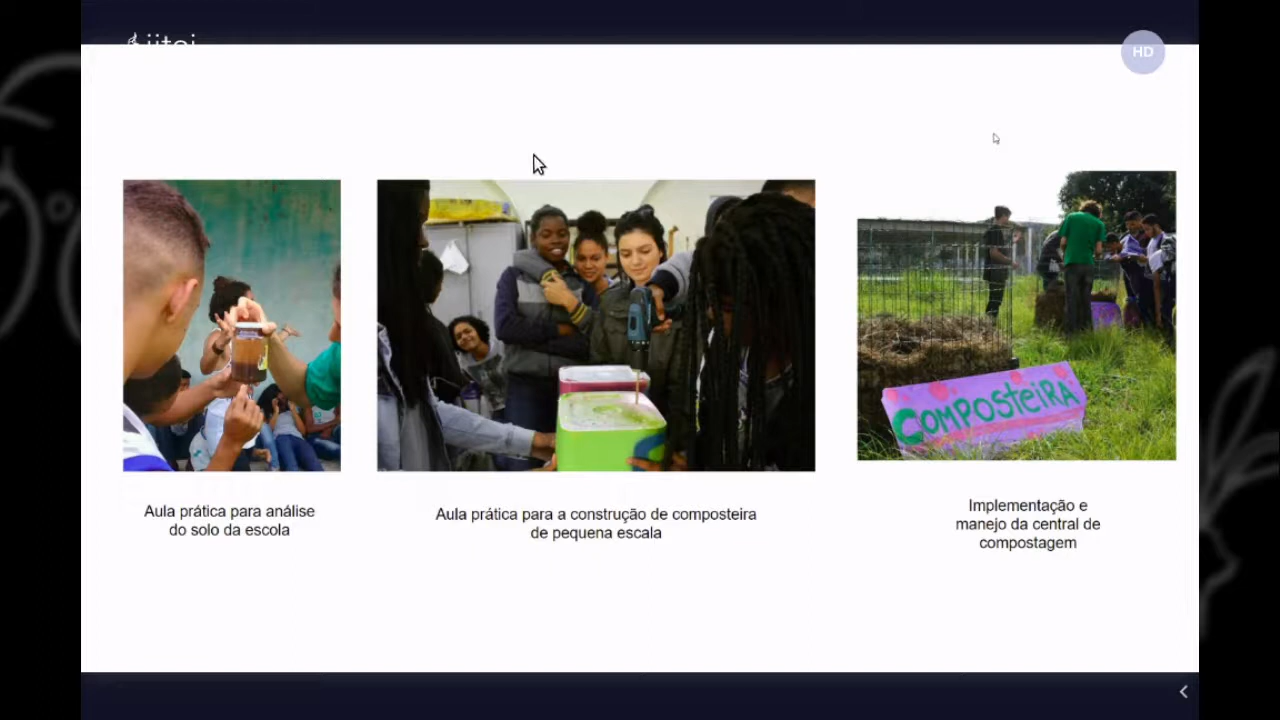 HD
COMPOSTEIRA
Aula prática para análise
do solo da escola
Aula prática para a construção de composteira
de pequena escala
Implementação e
manejo da central de
compostagem